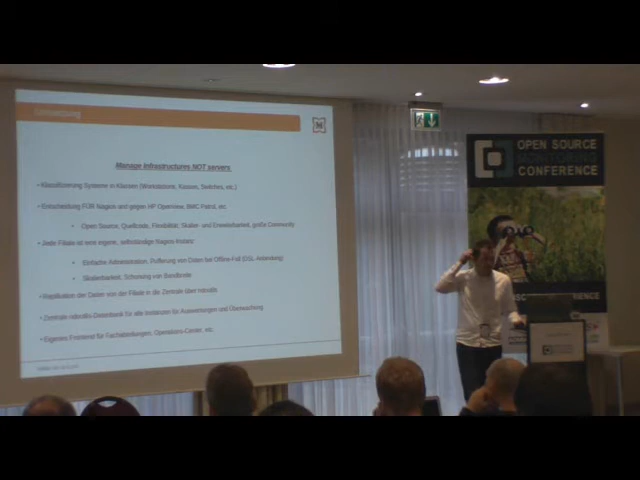 Umsetzung
Manage Infrastructures NOT servers
• Klassifizierung Systeme in Klassen (Workstations, Kassen, Switches, etc.)
• Entscheidung FÜR Nagios and gegen HP Openview, BMC Patrol, etc.
• Open Source, Quellcode, Flexibilität, Skalier- und Erweiterbarkeit, große Community
• Jede Filiale ist eine eigene, selbständige Nagios-Instanz
• Einfache Administration, Pufferung von Daten bei Offline-Fall (DSL-Anbindung)
• Skalierbarkeit, Schonung von Bandbreite
• Replikation der Daten von der Filiale in die Zentrale über ndoutils
• Zentrale ndoutils-Datenbank für alle Instanzen für Auswertungen und Überwachung
• Eigenes Frontend für Fachabteilungen, Operations-Center, etc.
OPEN SOURCE
MONITORING
CONFERENCE